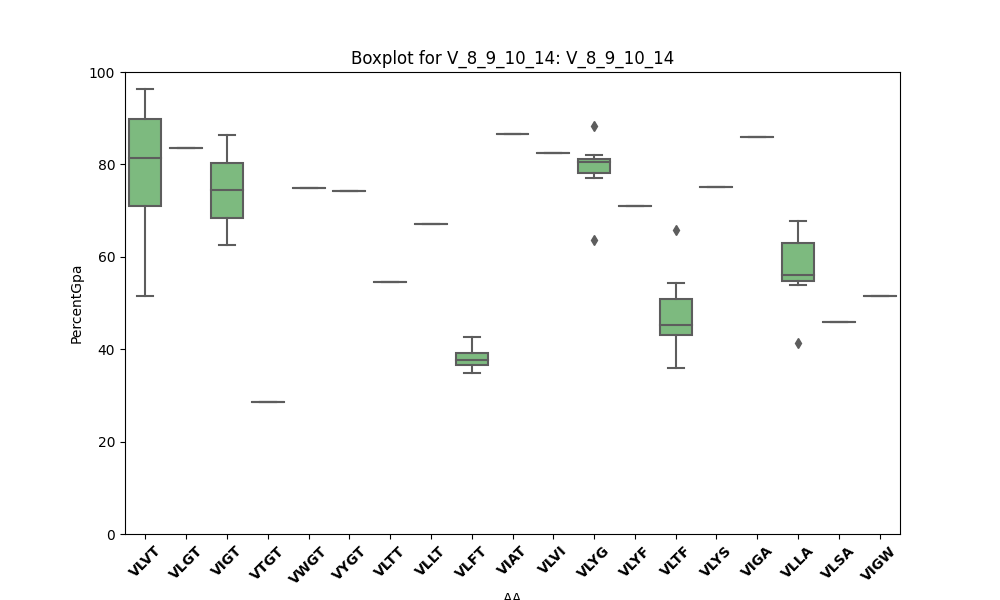 Boxplot for V_8_9_10_14: V_8_9_10_14
PercentGpa
100
80
60
40
20
0
VLVT VLGT VIGT VTGT VWGT VYGT VLTT VLLT VLFT VIAT VLVI VLYG VLYF VLTF VLYS VIGA VLLA VLSA VIGW
AA